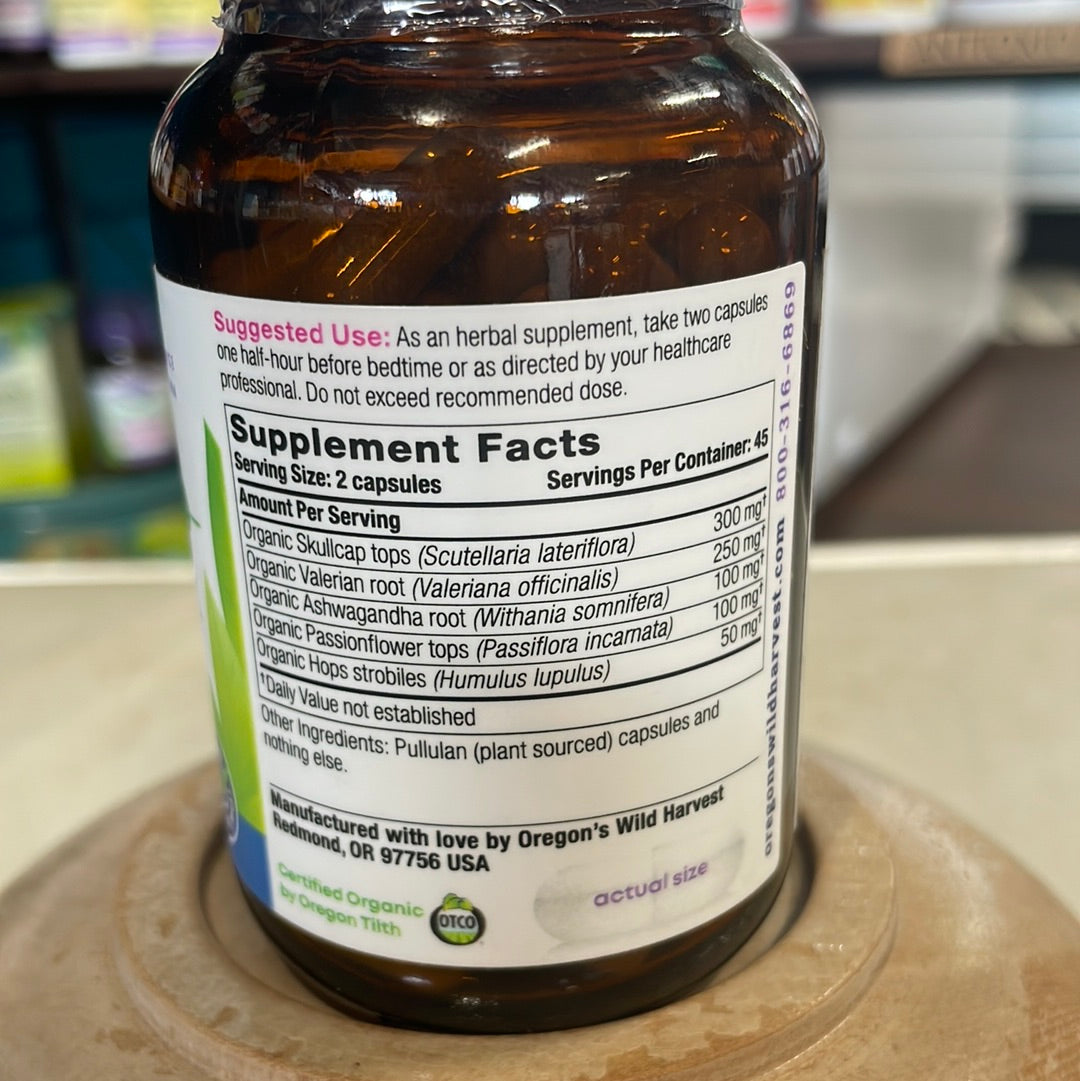 Suggested Use: As an herbal supplement, take two capsules
one half-hour before bedtime or as directed by your healthcare
professional. Do not exceed recommended dose.
Supplement Facts
Serving Size: 2 capsules Servings Per Container: 45
Amount Per Serving
Organic Skullcap tops (Scutellaria lateriflora) 300 mg†
Organic Valerian root (Valeriana officinalis) 250 mg†
Organic Ashwagandha root (Withania somnifera) 100 mg†
Organic Passionflower tops (Passiflora incarnata) 100 mg†
Organic Hops strobiles (Humulus lupulus) 50 mg†
†Daily Value not established
Other Ingredients: Pullulan (plant sourced) capsules and
nothing else.
Manufactured with love by Oregon's Wild Harvest
Redmond, OR 97756 USA
Certified Organic
by Oregon Tilth
OTCO
actual size
oregonswildharvest.com 800-316-6869